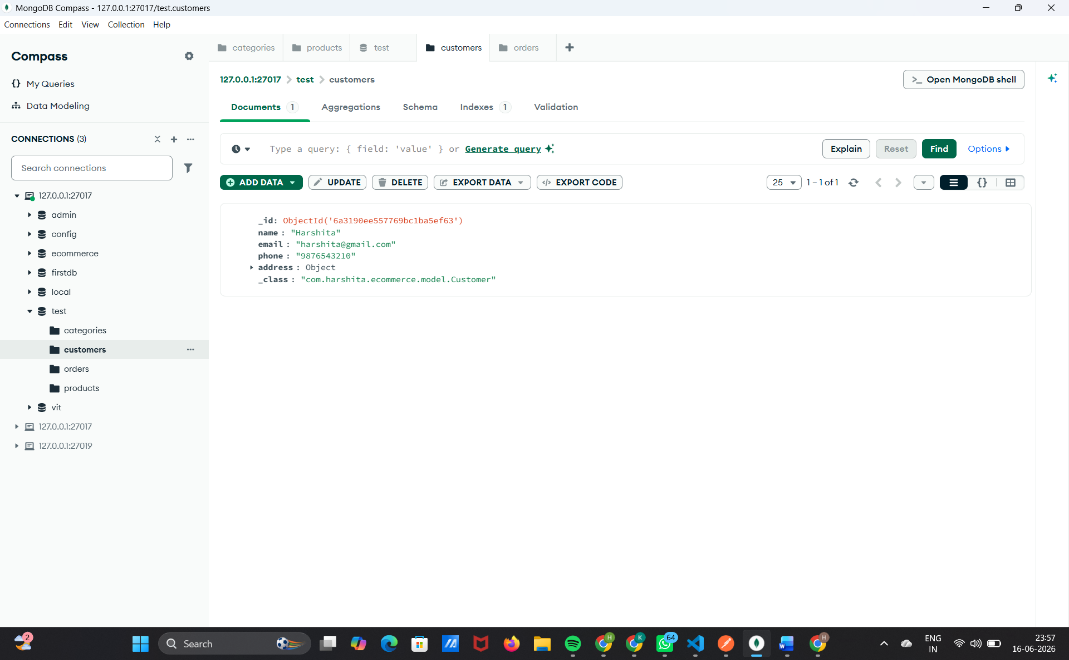 MongoDB Compass - 127.0.0.1:27017/test.customers
Connections Edit View Collection Help
Compass
My Queries
Data Modeling
CONNECTIONS (3)
Search connections
127.0.0.1:27017
admin
config
ecommerce
firstdb
local
test
categories
customers
orders
products
vit
127.0.0.1:27017
127.0.0.1:27019
categories products test customers orders
127.0.0.1:27017 > test > customers
>_ Open MongoDB shell
Documents 1 Aggregations Schema Indexes 1 Validation
Type a query: { field: 'value' } or Generate query
Explain Reset Find Options
ADD DATA UPDATE DELETE EXPORT DATA EXPORT CODE
25 1 – 1 of 1 {}
_id: ObjectId('6a3190ee557769bc1ba5ef63')
name : "Harshita"
email : "harshita@gmail.com"
phone : "9876543210"
address : Object
_class : "com.harshita.ecommerce.model.Customer"
2
Search
64
ENG
IN
23:57
16-06-2026